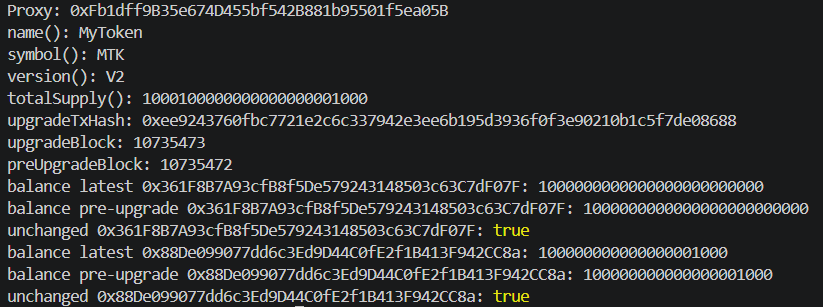 Proxy: 0xFb1dff9B35e674D455bf542B881b95501f5ea05B
name(): MyToken
symbol(): MTK
version(): V2
totalSupply(): 1000100000000000000001000
upgradeTxHash: 0xee9243760fbc7721e2c6c337942e3ee6b195d3936f0f3e90210b1c5f7de08688
upgradeBlock: 10735473
preUpgradeBlock: 10735472
balance latest 0x361F8B7A93cfB8f5De579243148503c63C7dF07F: 1000000000000000000000000
balance pre-upgrade 0x361F8B7A93cfB8f5De579243148503c63C7dF07F: 1000000000000000000000000
unchanged 0x361F8B7A93cfB8f5De579243148503c63C7dF07F: true
balance latest 0x88De099077dd6c3Ed9D44C0fE2f1B413F942CC8a: 100000000000000001000
balance pre-upgrade 0x88De099077dd6c3Ed9D44C0fE2f1B413F942CC8a: 100000000000000001000
unchanged 0x88De099077dd6c3Ed9D44C0fE2f1B413F942CC8a: true